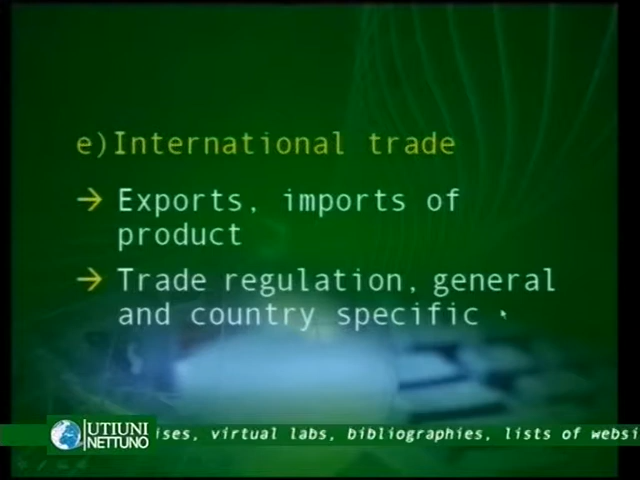 e)International trade
→ Exports, imports of
product
→ Trade regulation, general
and country specific
UTIUNI
NETTUNO
ises, virtual labs, bibliographies, lists of websi